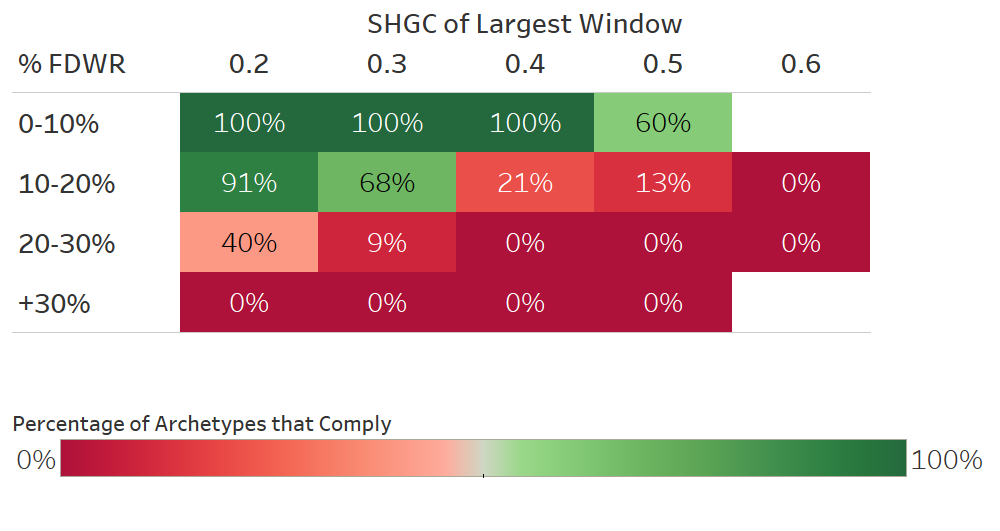 SHGC of Largest Window
% FDWR 0.2 0.3 0.4 0.5 0.6
0-10% 100% 100% 100% 60%
10-20% 91% 68% 21% 13% 0%
20-30% 40% 9% 0% 0% 0%
+30% 0% 0% 0% 0%
Percentage of Archetypes that Comply
0% 100%